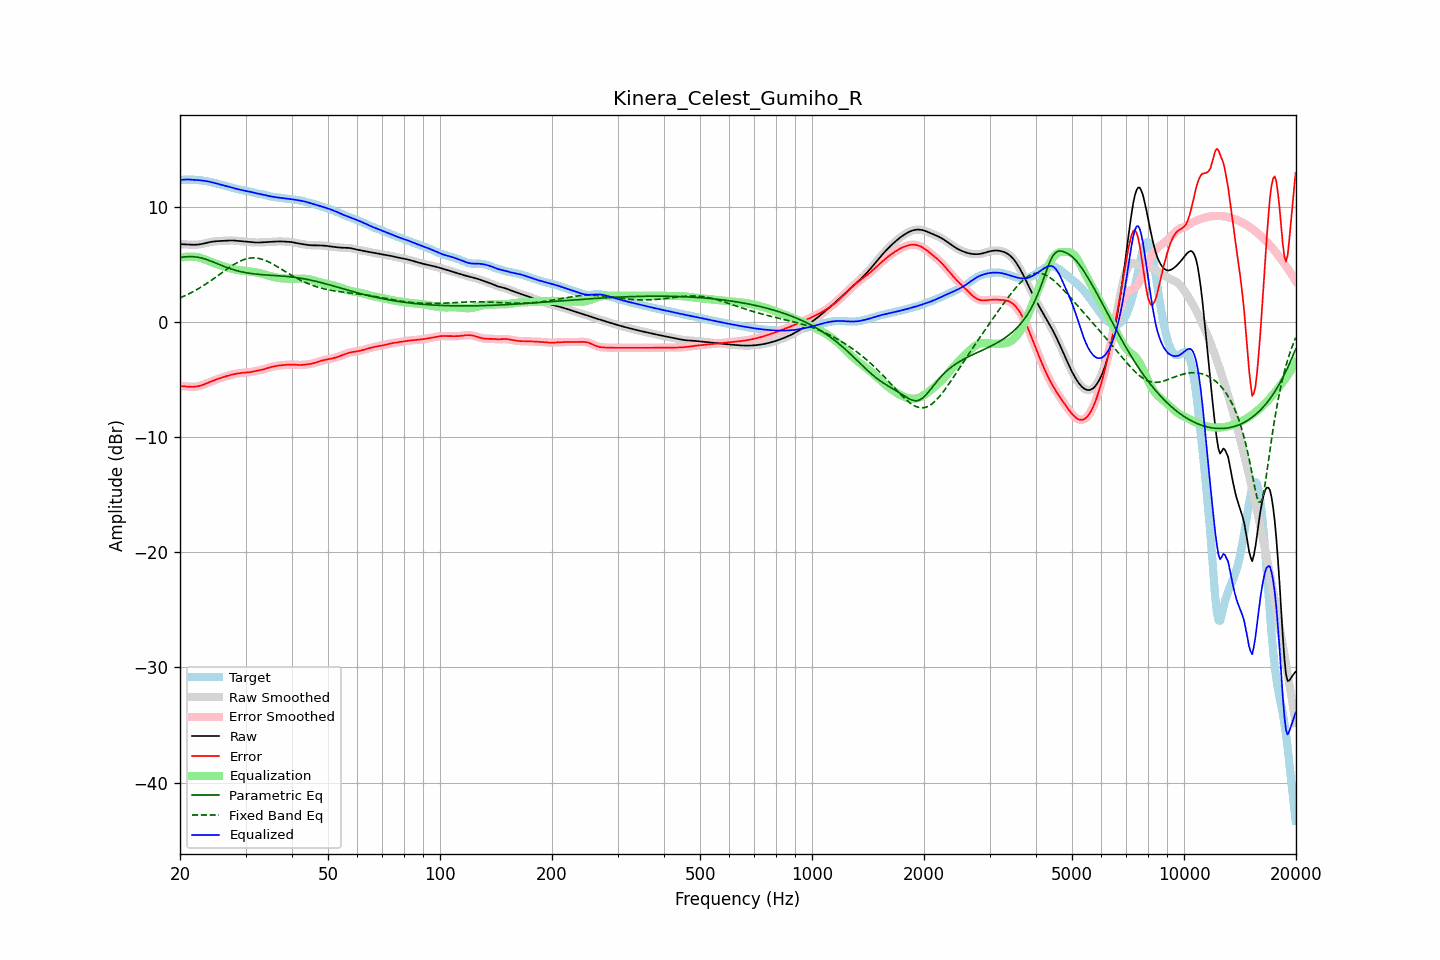 Kinera_Celest_Gumiho_R
Amplitude (dBr)
10
0
−10
−20
−30
−40
Target
Raw Smoothed
Error Smoothed
Raw
Error
Equalization
Parametric Eq
Fixed Band Eq
Equalized
20 50 100 200 500 1000 2000 5000 10000 20000
Frequency (Hz)